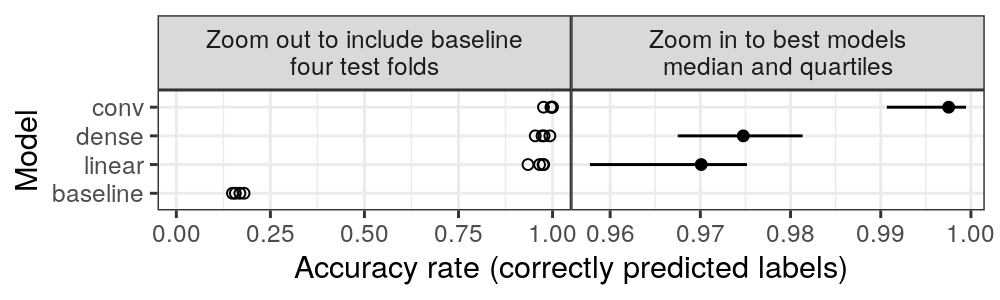 Zoom out to include baseline
four test folds
Zoom in to best models
median and quartiles
Model
conv
dense
linear
baseline
0.00 0.25 0.50 0.75 1.00 0.96 0.97 0.98 0.99 1.00
Accuracy rate (correctly predicted labels)